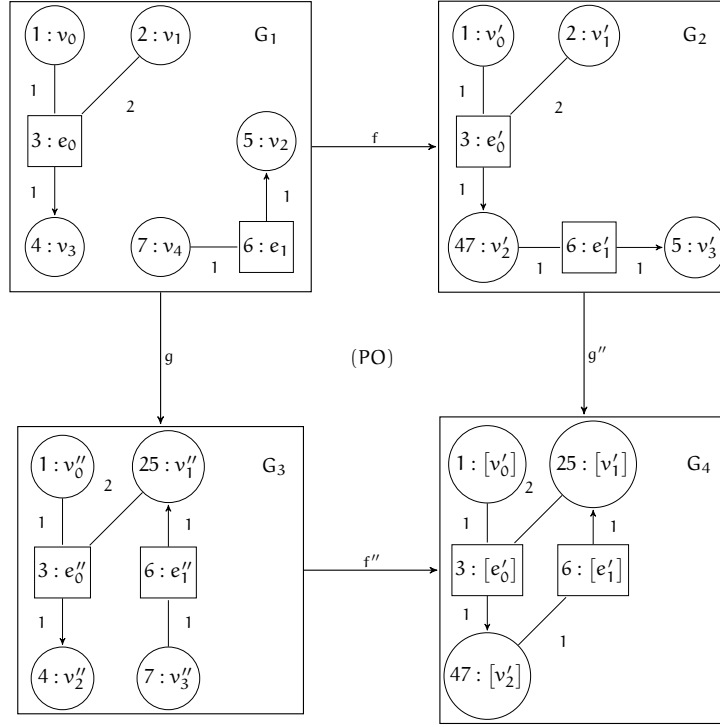 1 : v₀ 2 : v₁ G₁
1 2
3 : e₀ 5 : v₂
1 1
4 : v₃ 7 : v₄ 1 6 : e₁
f
1 : v′₀ 2 : v′₁ G₂
1 2
3 : e′₀
1
47 : v′₂ 1 6 : e′₁ 1 5 : v′₃
g (PO) g′′
1 : v′′₀ 25 : v′′₁ G₃
2
1 1
3 : e′′₀ 6 : e′′₁
1 1
4 : v′′₂ 7 : v′′₃
f′′
1 : [v′₀] 25 : [v′₁] G₄
2
1 1
3 : [e′₀] 6 : [e′₁]
1 1
47 : [v′₂]